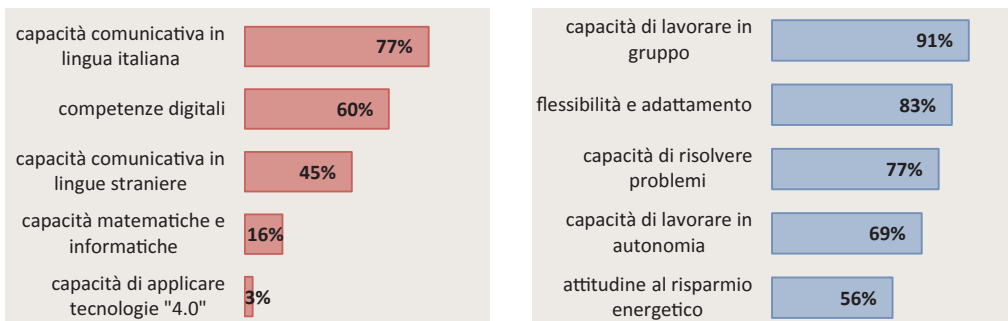 capacità comunicativa in
lingua italiana
77%
competenze digitali
60%
capacità comunicativa in
lingue straniere
45%
capacità matematiche e
informatiche
16%
capacità di applicare
tecnologie "4.0"
3%
capacità di lavorare in
gruppo
91%
flessibilità e adattamento
83%
capacità di risolvere
problemi
77%
capacità di lavorare in
autonomia
69%
attitudine al risparmio
energetico
56%